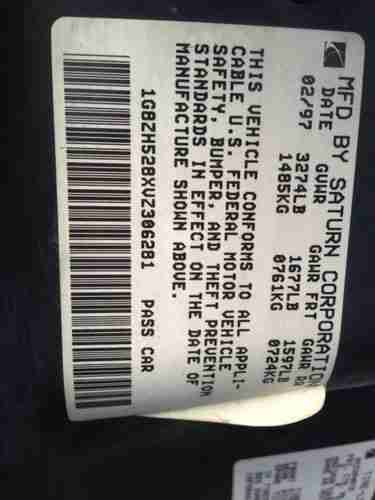 MFD BY SATURN CORPORATION
DATE GVWR GAWR FRT GAWR
02/97 3274LB 1677LB 1597LB
1485KG 0761KG 0724KG
THIS VEHICLE CONFORMS TO ALL APPLI-
CABLE U.S. FEDERAL MOTOR VEHICLE
SAFETY, BUMPER, AND THEFT PREVENTION
STANDARDS IN EFFECT ON THE DATE OF
MANUFACTURE SHOWN ABOVE.
1G8ZH528XVZ306281 PASS CAR